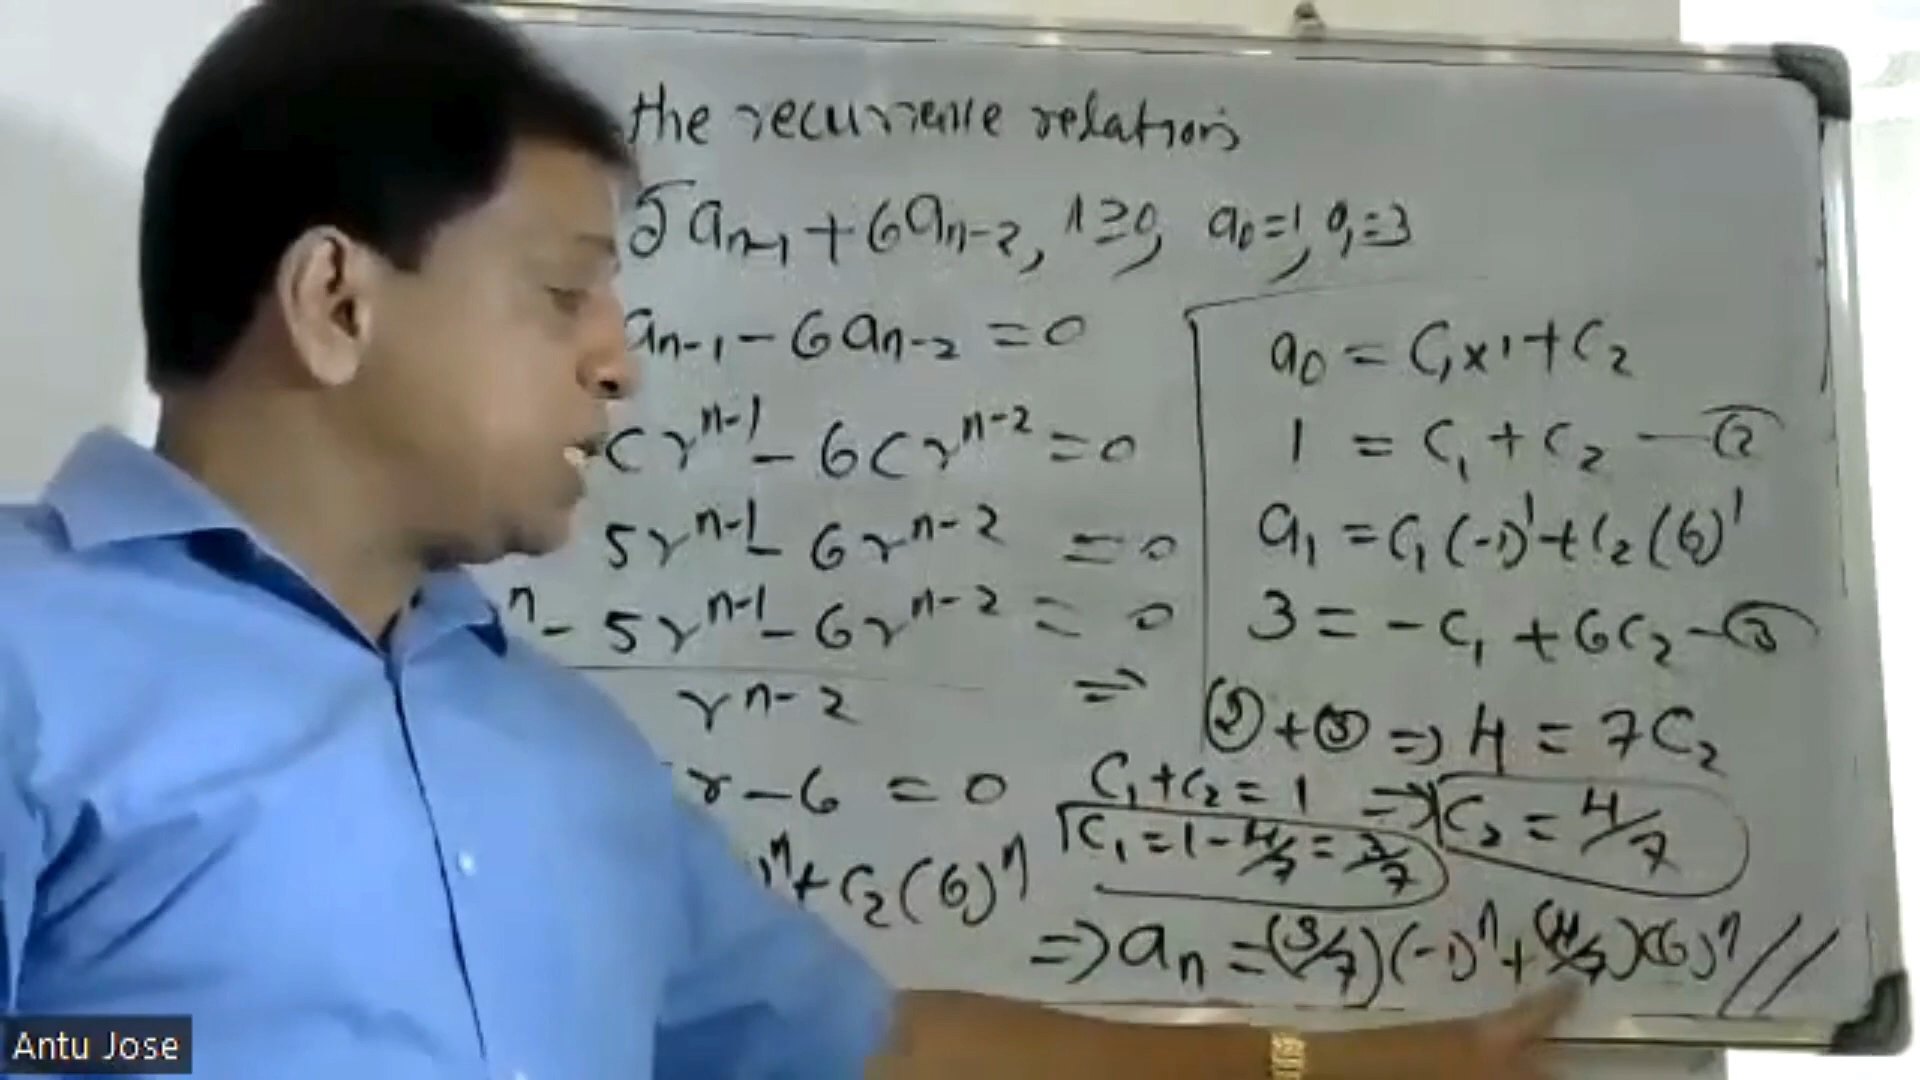 the recurrence relations
5aₙ₋₁ + 6aₙ₋₂, n ≥ 0, a₀ = 1, a₁ = 3
aₙ₋₁ - 6aₙ₋₂ = 0
Crⁿ⁻¹ - 6Crⁿ⁻² = 0
5rⁿ⁻¹ - 6rⁿ⁻² = 0
n - 5rⁿ⁻¹ - 6rⁿ⁻² = 0
rⁿ⁻² ⇒
r - 6 = 0
)ⁿ + C₂(6)ⁿ
a₀ = C₁×1 + C₂
1 = C₁ + C₂ — ②
a₁ = C₁(-1)¹ + C₂(6)¹
3 = -C₁ + 6C₂ — ③
② + ③ ⇒ 4 = 7C₂
C₁ + C₂ = 1 ⇒ C₂ = 4/7
C₁ = 1 - 4/7 = 3/7
⇒ aₙ = (3/7)(-1)ⁿ + (4/7)(6)ⁿ //
Antu Jose